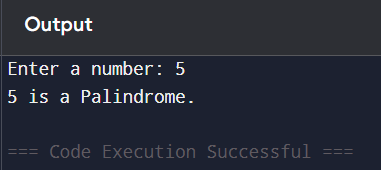 Output
Enter a number: 5
5 is a Palindrome.
=== Code Execution Successful ===